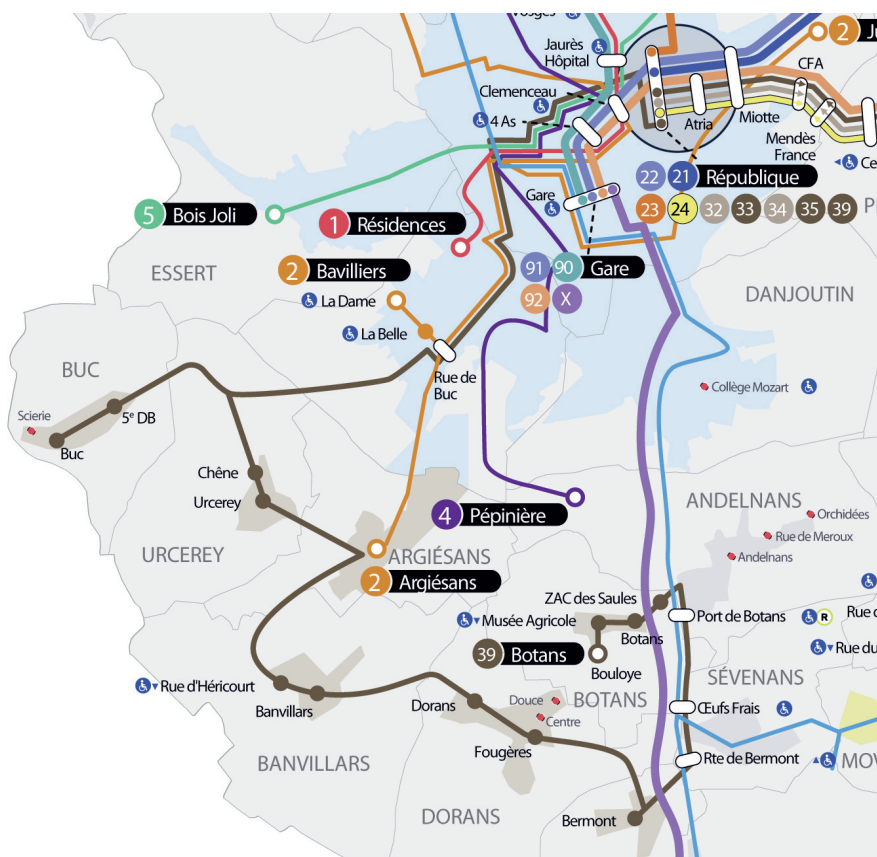 Vosges
2
Jaurès
Hôpital
CFA
Clemenceau
4 As
Atria
Miotte
Mendès
France
Ce
Gare
22 21 République
23 24 32 33 34 35 39
5 Bois Joli
1 Résidences
ESSERT
2 Bavilliers
91 90 Gare
92 X
La Dame
DANJOUTIN
La Belle
BUC
Rue de
Buc
Collège Mozart
Scierie
5e DB
Buc
Chêne
Urcerey
ANDELNANS
4 Pépinière
Orchidées
Rue de Meroux
URCEREY
ARGIÉSANS
Andelnans
2 Argiésans
ZAC des Saules
Musée Agricole
Port de Botans
R
Botans
Rue du
39 Botans
Bouloye
Rue d'Héricourt
SÉVENANS
BOTANS
Banvillars
Dorans
Douce
Centre
Œufs Frais
Fougères
BANVILLARS
Rte de Bermont
MOV
DORANS
Bermont